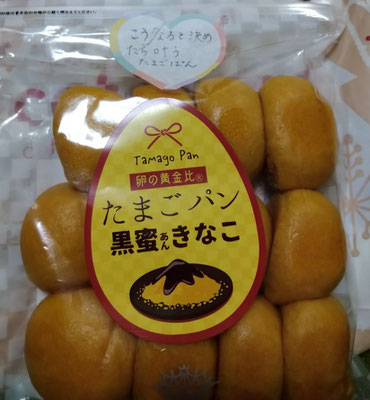 こうなると決め
たら叶う
たまごぱん
Tamago Pan
卵の黄金比®
たまごパン
黒蜜あんきなこ